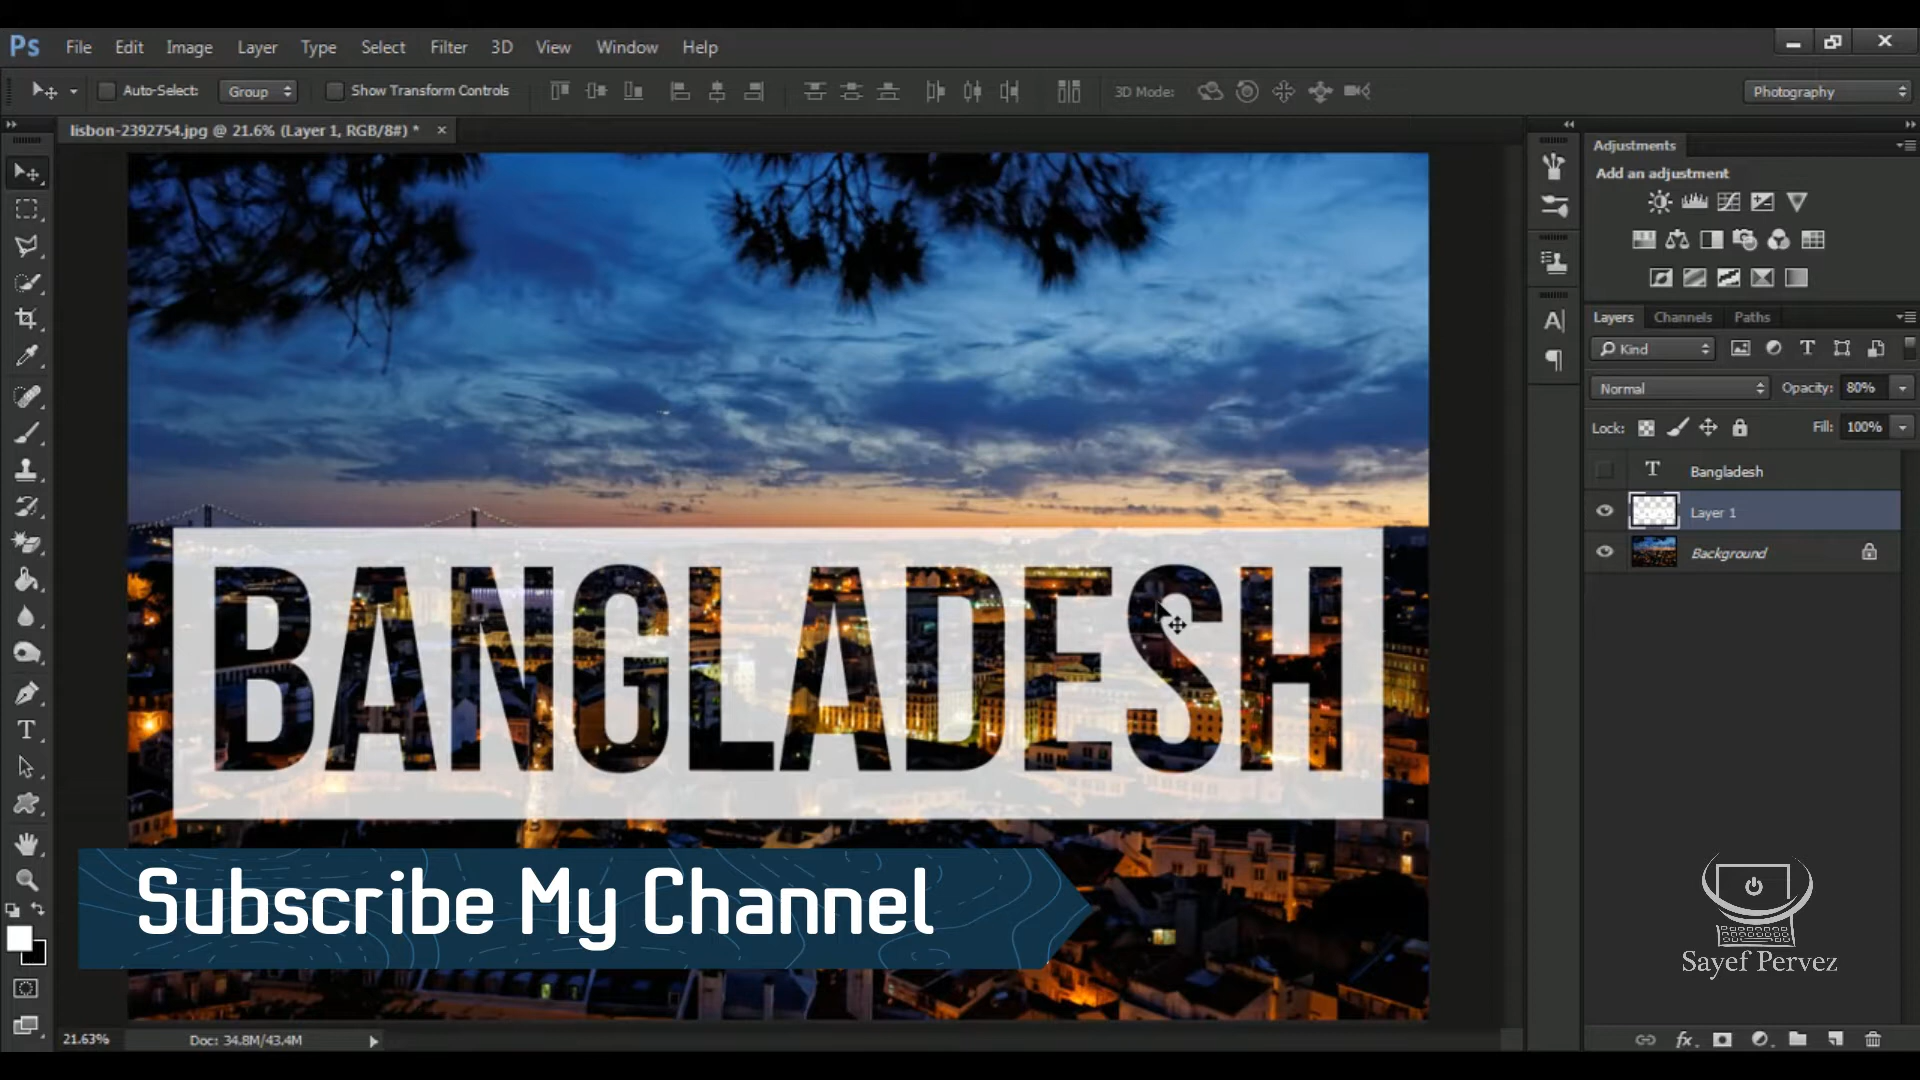 Ps File Edit Image Layer Type Select Filter 3D View Window Help
Auto-Select: Group Show Transform Controls 3D Mode: Photography
lisbon-2392754.jpg @ 21.6% (Layer 1, RGB/8#) * ×
Adjustments
Add an adjustment
Layers Channels Paths
Kind
Normal Opacity: 80%
Lock: Fill: 100%
Bangladesh
Layer 1
Background
BANGLADESH
Subscribe My Channel
Sayef Pervez
21.63% Doc: 34.8M/43.4M